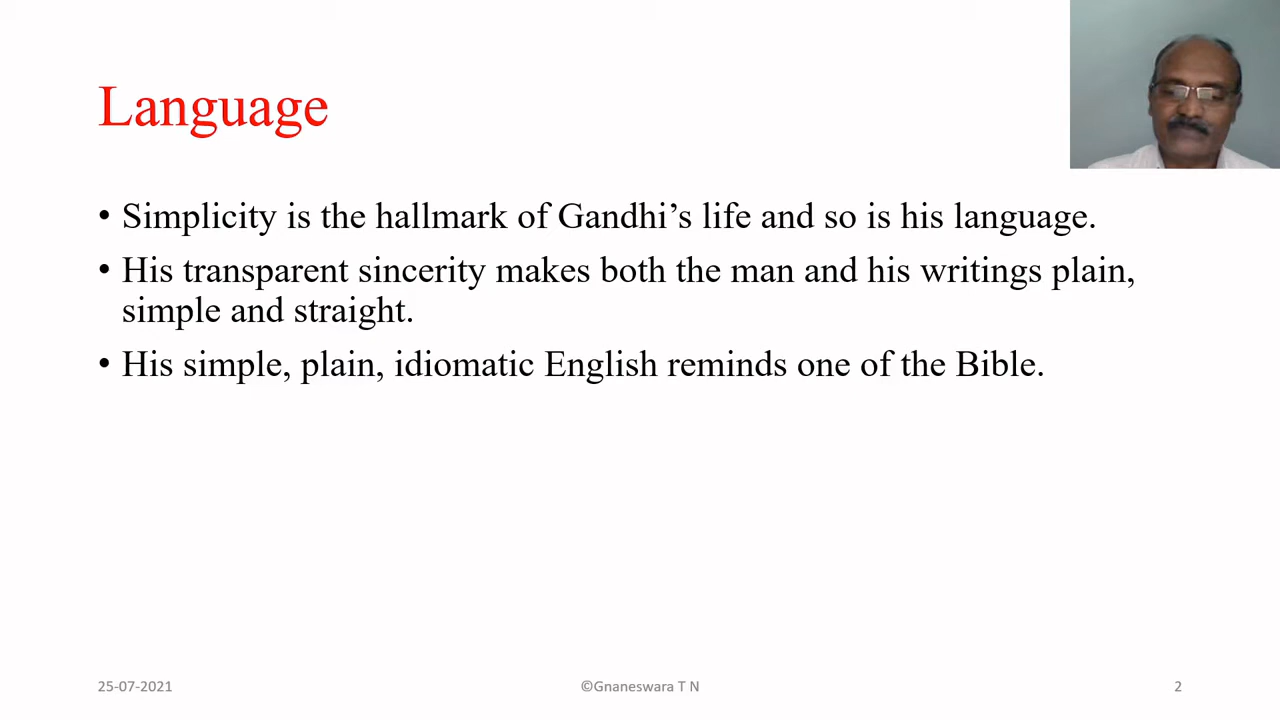 Language
• Simplicity is the hallmark of Gandhi’s life and so is his language.
• His transparent sincerity makes both the man and his writings plain,
simple and straight.
• His simple, plain, idiomatic English reminds one of the Bible.
25-07-2021
©Gnaneswara T N
2